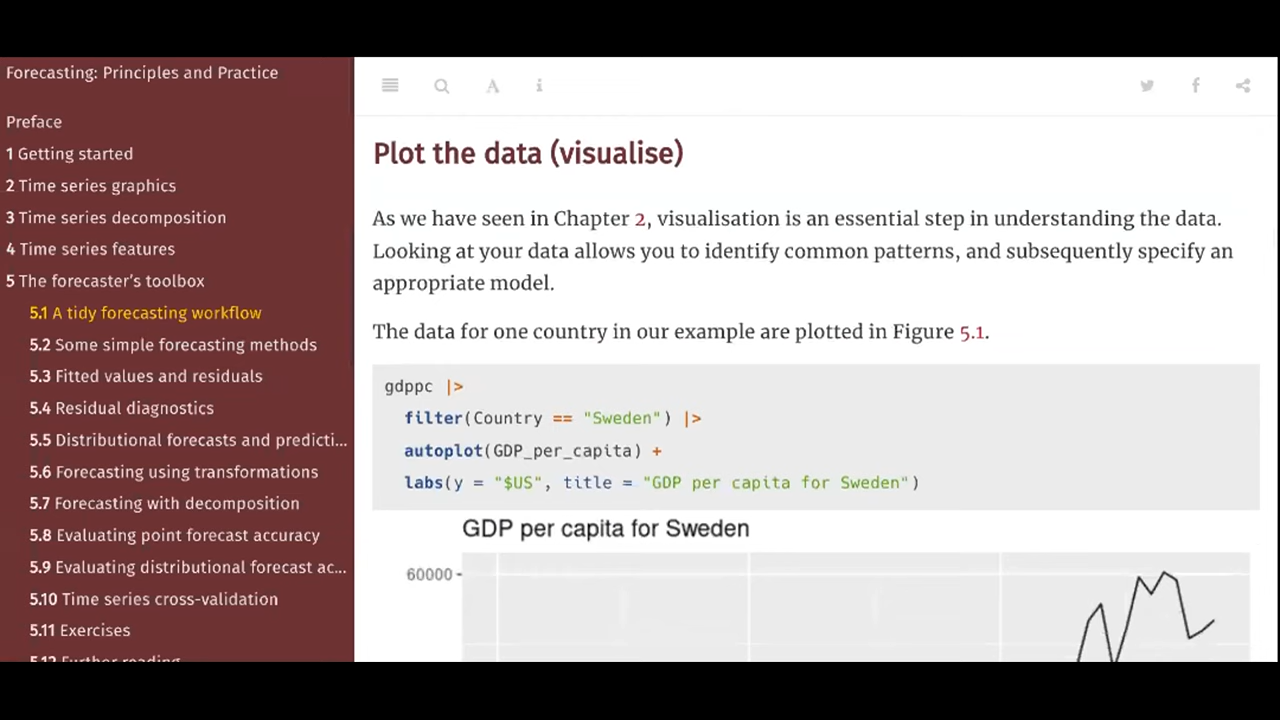 Forecasting: Principles and Practice
Preface
1 Getting started
2 Time series graphics
3 Time series decomposition
4 Time series features
5 The forecaster's toolbox
5.1 A tidy forecasting workflow
5.2 Some simple forecasting methods
5.3 Fitted values and residuals
5.4 Residual diagnostics
5.5 Distributional forecasts and predicti...
5.6 Forecasting using transformations
5.7 Forecasting with decomposition
5.8 Evaluating point forecast accuracy
5.9 Evaluating distributional forecast ac...
5.10 Time series cross-validation
5.11 Exercises
5.12 Further reading
Plot the data (visualise)
As we have seen in Chapter 2, visualisation is an essential step in understanding the data.
Looking at your data allows you to identify common patterns, and subsequently specify an
appropriate model.
The data for one country in our example are plotted in Figure 5.1.
gdppc |>
filter(Country == "Sweden") |>
autoplot(GDP_per_capita) +
labs(y = "$US", title = "GDP per capita for Sweden")
GDP per capita for Sweden
60000